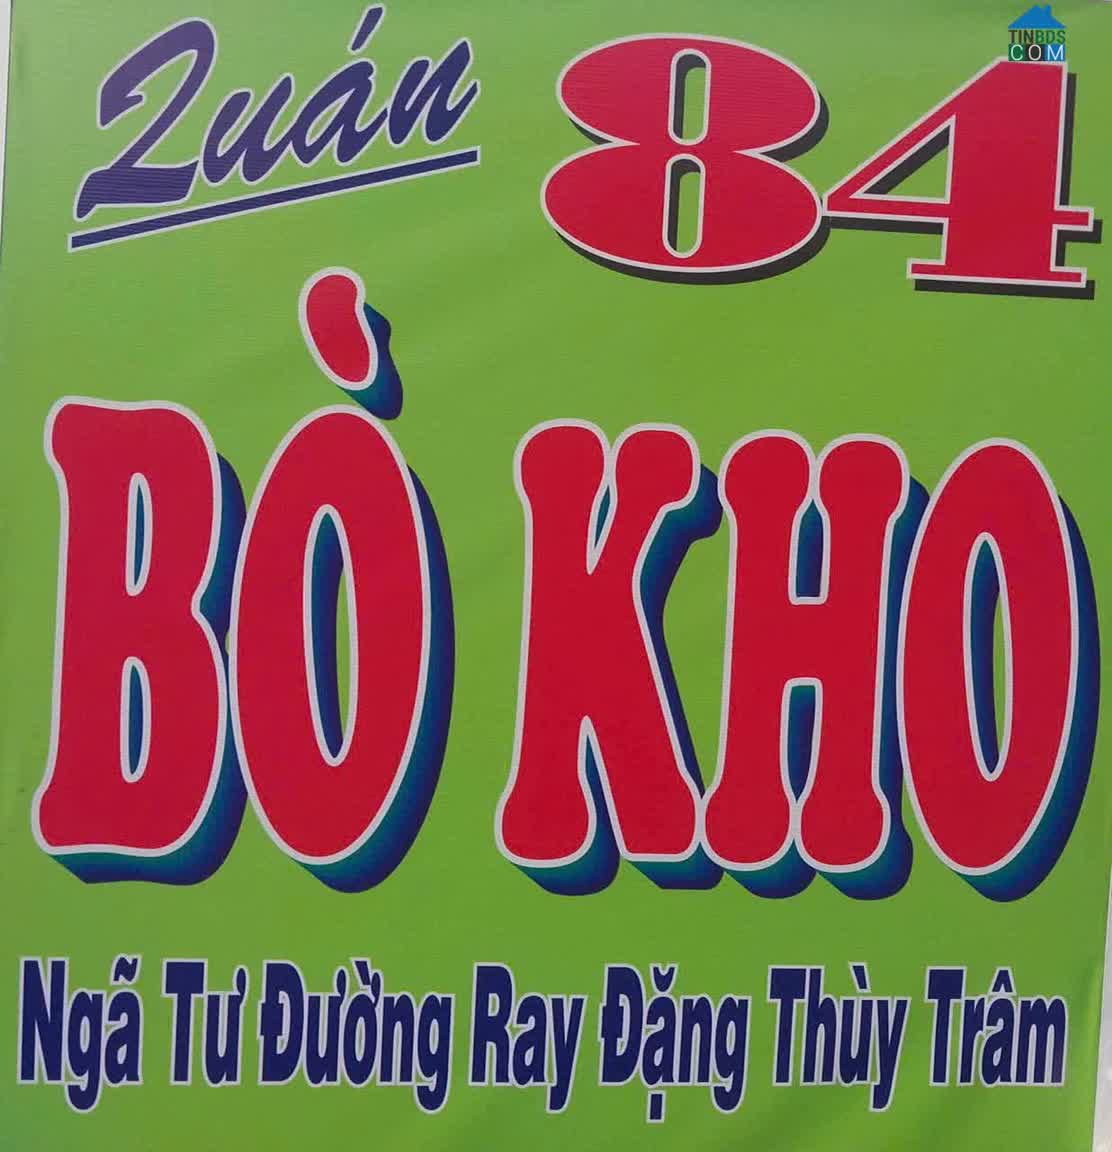 Quán 84
BÒ KHO
Ngã Tư Đường Ray Đặng Thùy Trâm
TINBDS
COM